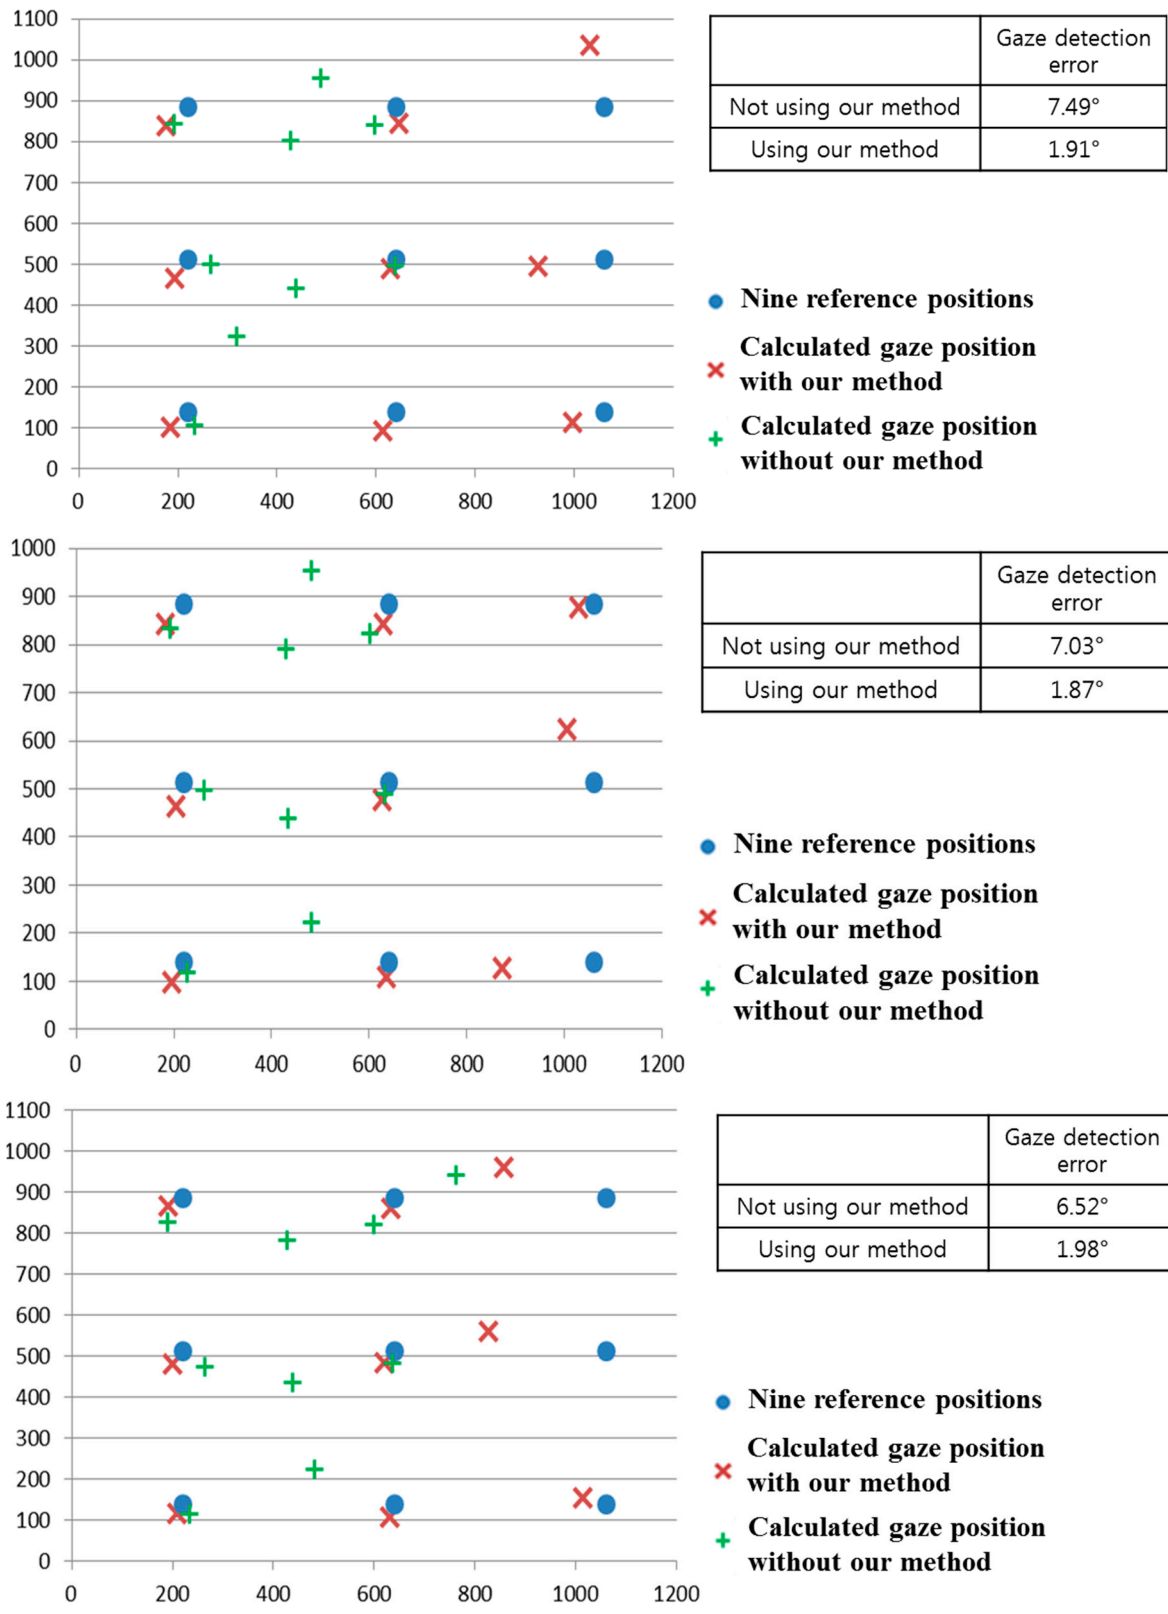 1100
1000
900
800
700
600
500
400
300
200
100
0
0 200 400 600 800 1000 1200
Gaze detection
error
Not using our method 7.49°
Using our method 1.91°
Nine reference positions
Calculated gaze position
with our method
Calculated gaze position
without our method
1000
900
800
700
600
500
400
300
200
100
0
0 200 400 600 800 1000 1200
Gaze detection
error
Not using our method 7.03°
Using our method 1.87°
Nine reference positions
Calculated gaze position
with our method
Calculated gaze position
without our method
1100
1000
900
800
700
600
500
400
300
200
100
0
0 200 400 600 800 1000 1200
Gaze detection
error
Not using our method 6.52°
Using our method 1.98°
Nine reference positions
Calculated gaze position
with our method
Calculated gaze position
without our method